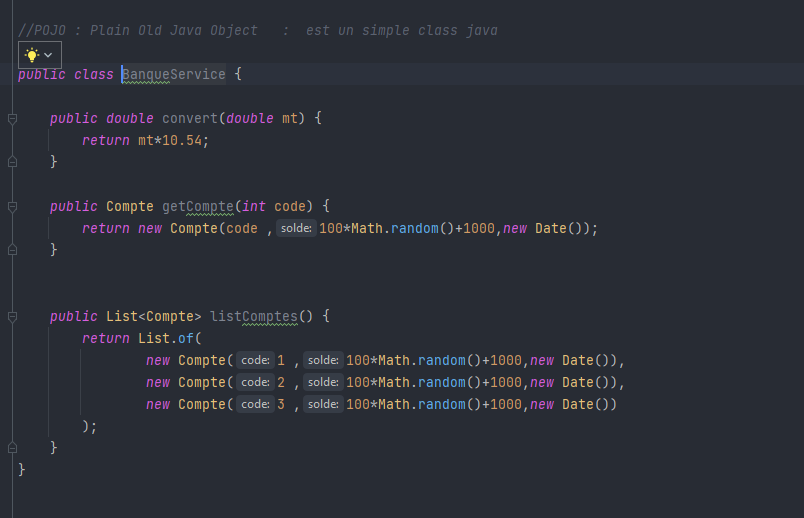 //POJO : Plain Old Java Object   :  est un simple class java
public class BanqueService {
public double convert(double mt) {
return mt*10.54;
}
public Compte getCompte(int code) {
return new Compte(code , solde: 100*Math.random()+1000,new Date());
}
public List<Compte> listComptes() {
return List.of(
new Compte( code: 1 , solde: 100*Math.random()+1000,new Date()),
new Compte( code: 2 , solde: 100*Math.random()+1000,new Date()),
new Compte( code: 3 , solde: 100*Math.random()+1000,new Date())
);
}
}